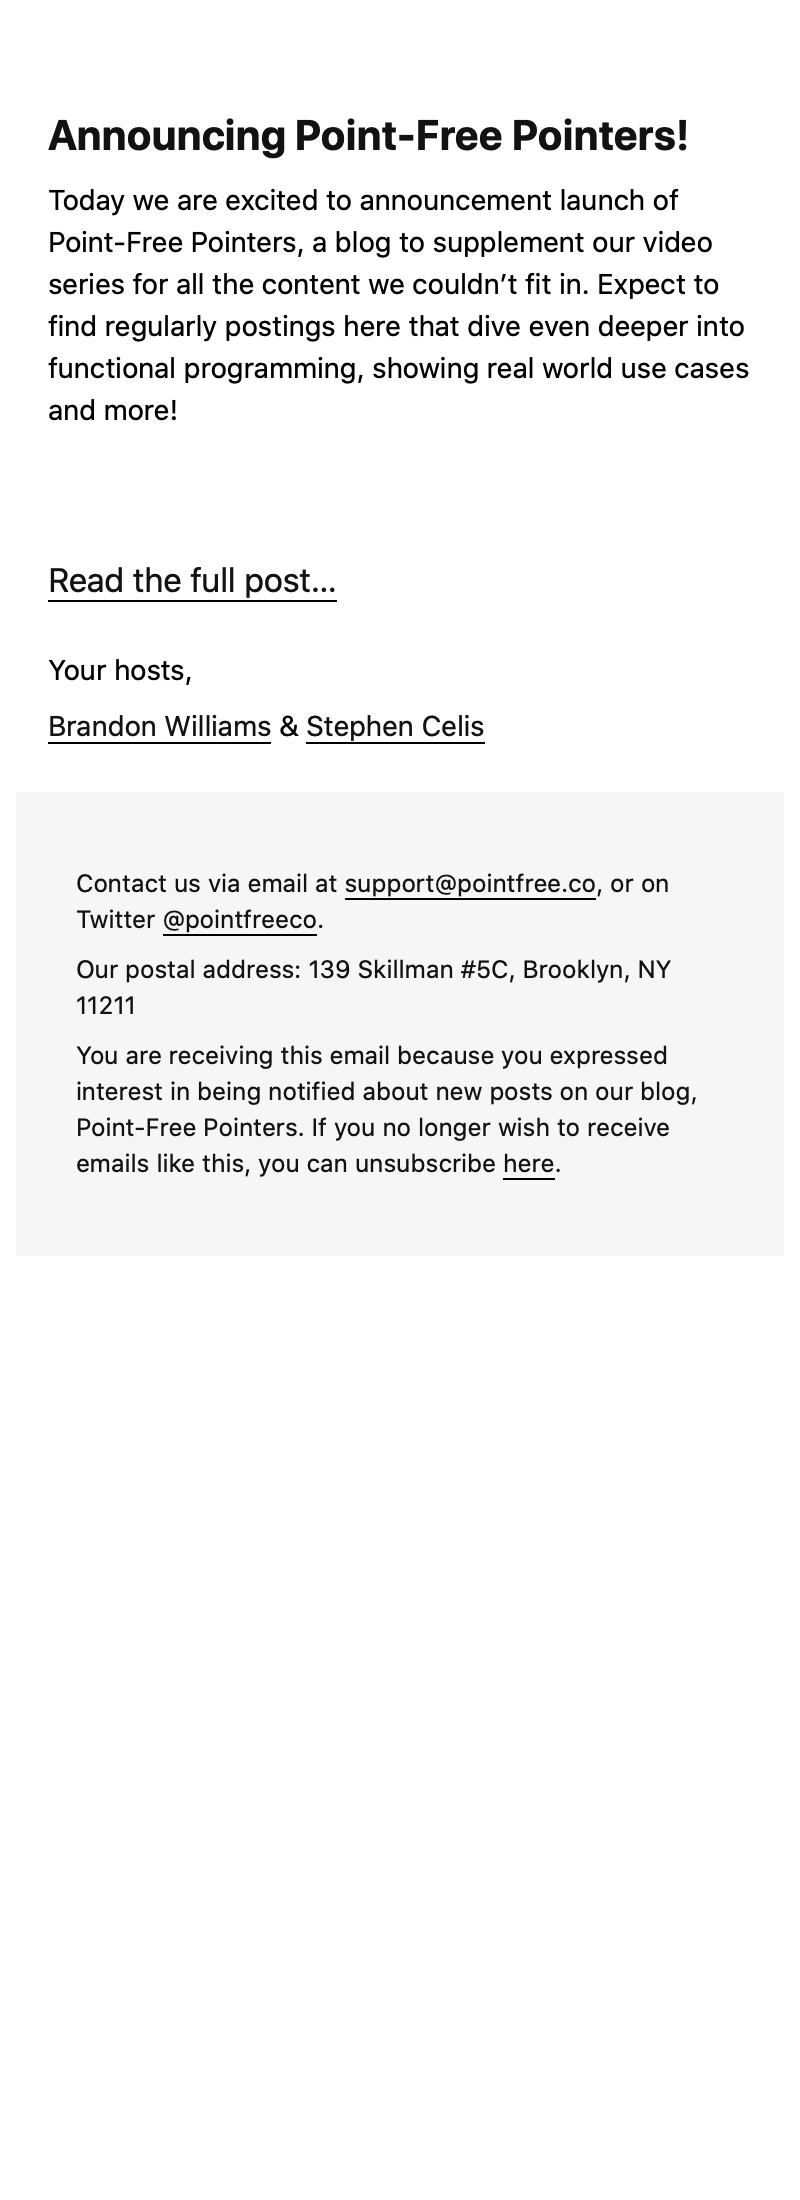 Announcing Point-Free Pointers!
Today we are excited to announcement launch of
Point-Free Pointers, a blog to supplement our video
series for all the content we couldn’t fit in. Expect to
find regularly postings here that dive even deeper into
functional programming, showing real world use cases
and more!
Read the full post…
Your hosts,
Brandon Williams & Stephen Celis
Contact us via email at support@pointfree.co, or on
Twitter @pointfreeco.
Our postal address: 139 Skillman #5C, Brooklyn, NY
11211
You are receiving this email because you expressed
interest in being notified about new posts on our blog,
Point-Free Pointers. If you no longer wish to receive
emails like this, you can unsubscribe here.